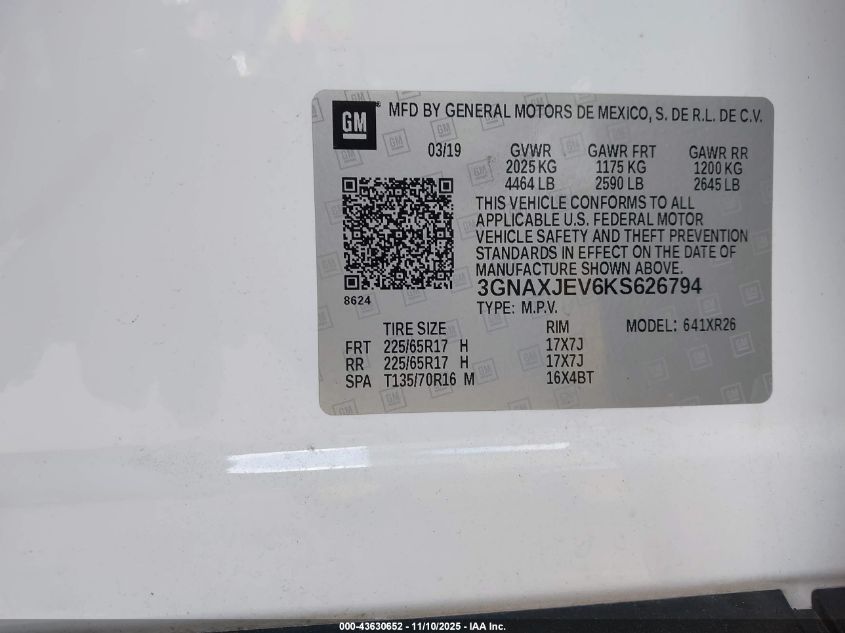 GM
MFD BY GENERAL MOTORS DE MEXICO, S. DE R.L. DE C.V.
03/19 GVWR GAWR FRT GAWR RR
2025 KG 1175 KG 1200 KG
4464 LB 2590 LB 2645 LB
THIS VEHICLE CONFORMS TO ALL
APPLICABLE U.S. FEDERAL MOTOR
VEHICLE SAFETY AND THEFT PREVENTION
STANDARDS IN EFFECT ON THE DATE OF
MANUFACTURE SHOWN ABOVE.
3GNAXJEV6KS626794
8624
TYPE: M.P.V.
TIRE SIZE RIM MODEL: 641XR26
FRT 225/65R17 H 17X7J
RR 225/65R17 H 17X7J
SPA T135/70R16 M 16X4BT
000-43630652 - 11/10/2025 - IAA Inc.